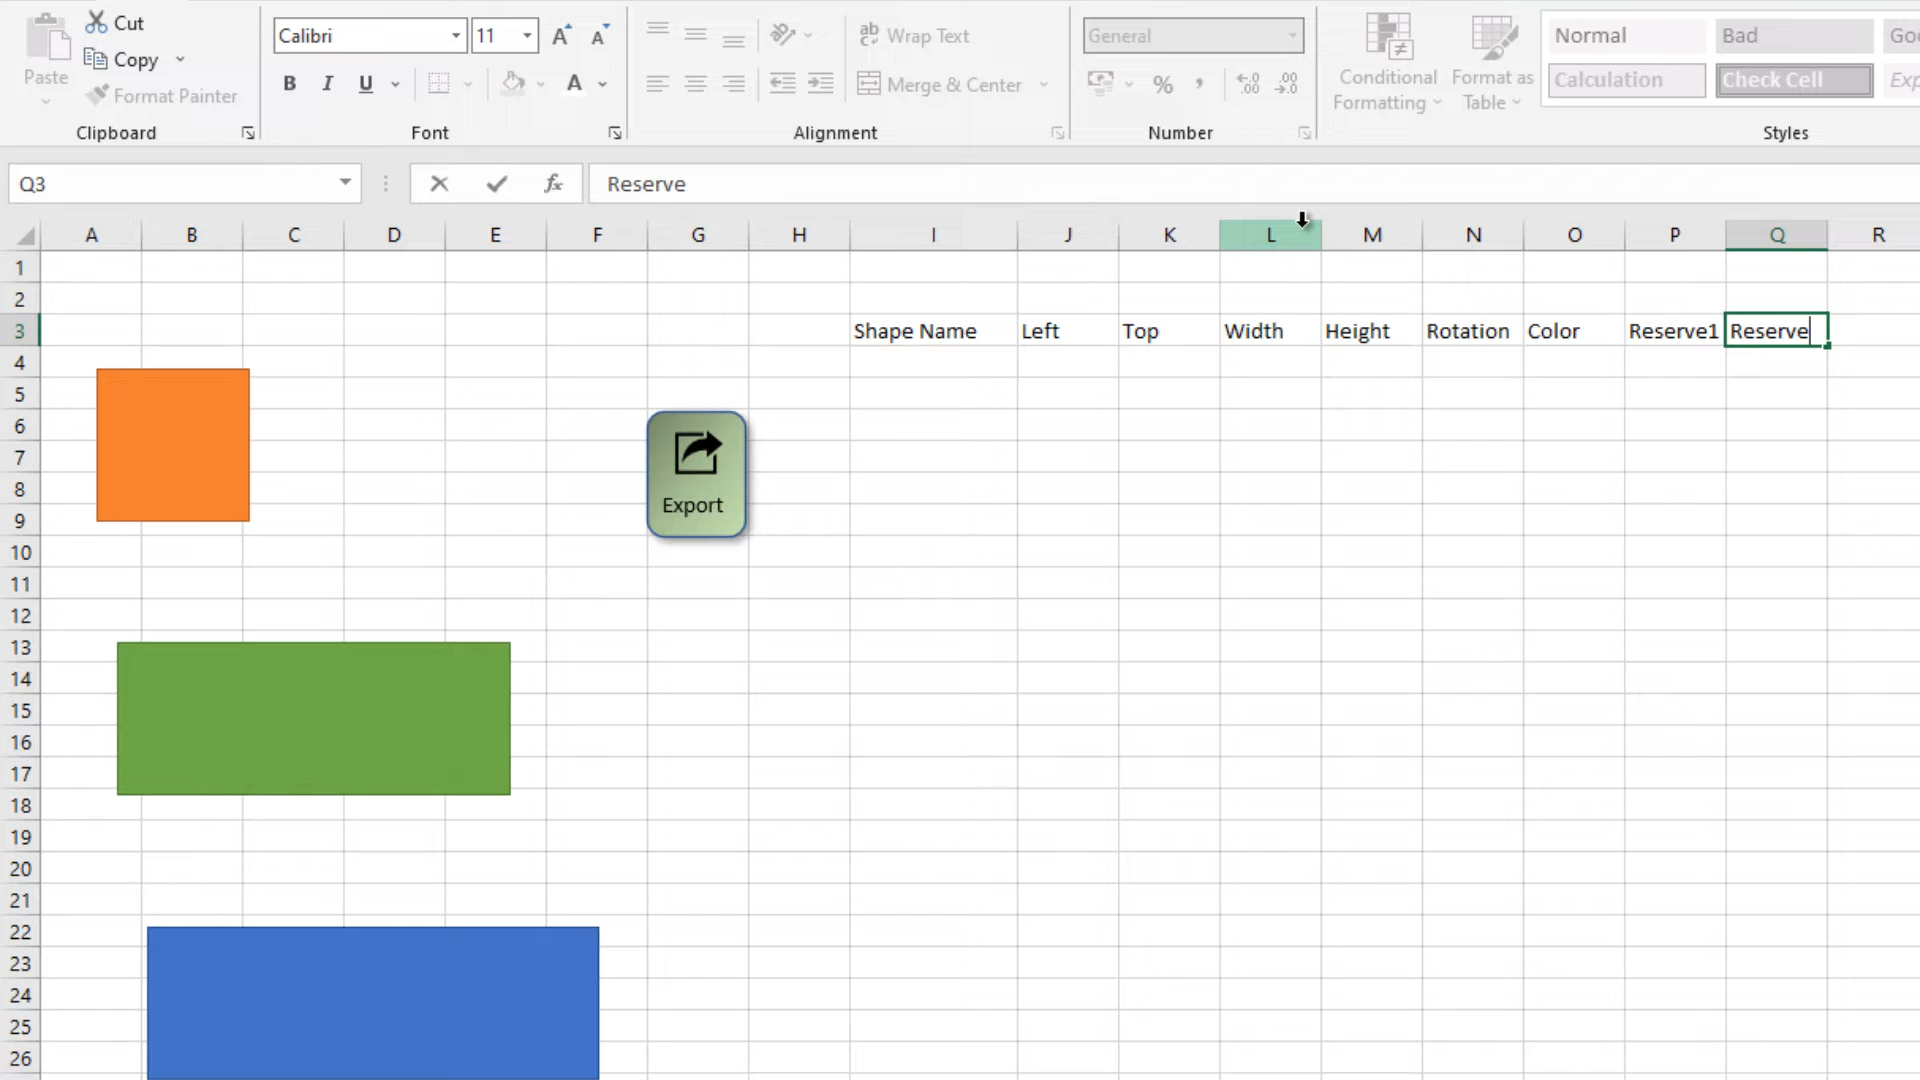 Cut
Calibri 11
General
Wrap Text
Normal Bad Goo
Copy
Paste
Conditional Formatting
Format as Table
B I U
Merge & Center
Calculation Check Cell Exp
Format Painter
Clipboard Font Alignment Number Styles
Q3 fx Reserve
A B C D E F G H I J K L M N O P Q R
1
2
3 Shape Name Left Top Width Height Rotation Color Reserve1 Reserve
4
5
6
7
8
Export
9
10
11
12
13
14
15
16
17
18
19
20
21
22
23
24
25
26